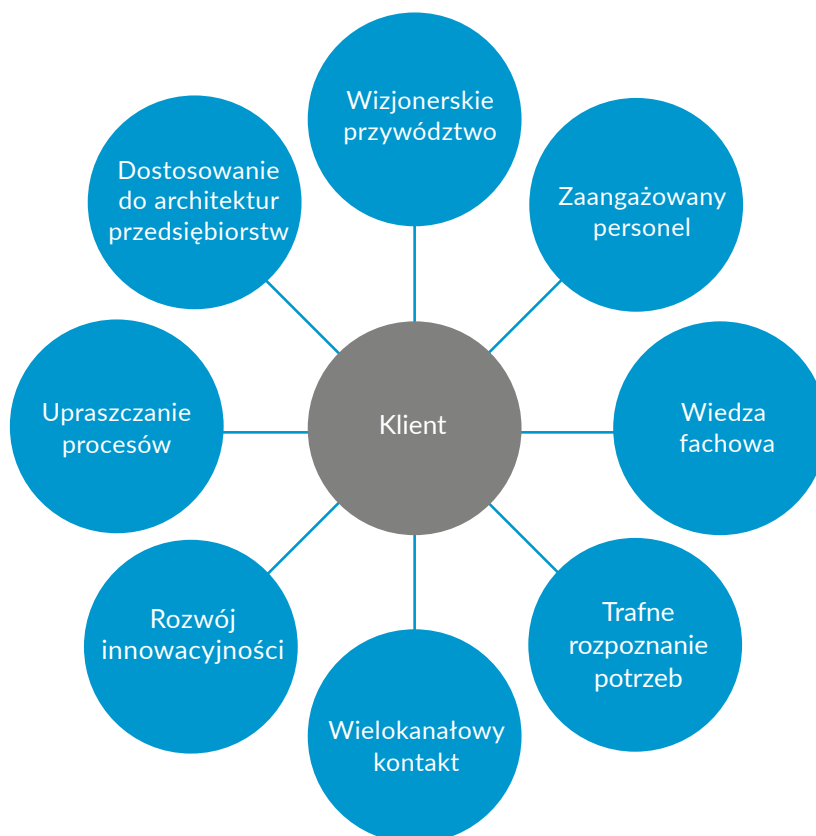 Wizjonerskie
przywództwo
Zaangażowany
personel
Wiedza
fachowa
Trafne
rozpoznanie
potrzeb
Wielokanałowy
kontakt
Rozwój
innowacyjności
Upraszczanie
procesów
Dostosowanie
do architektur
przedsiębiorstw
Klient